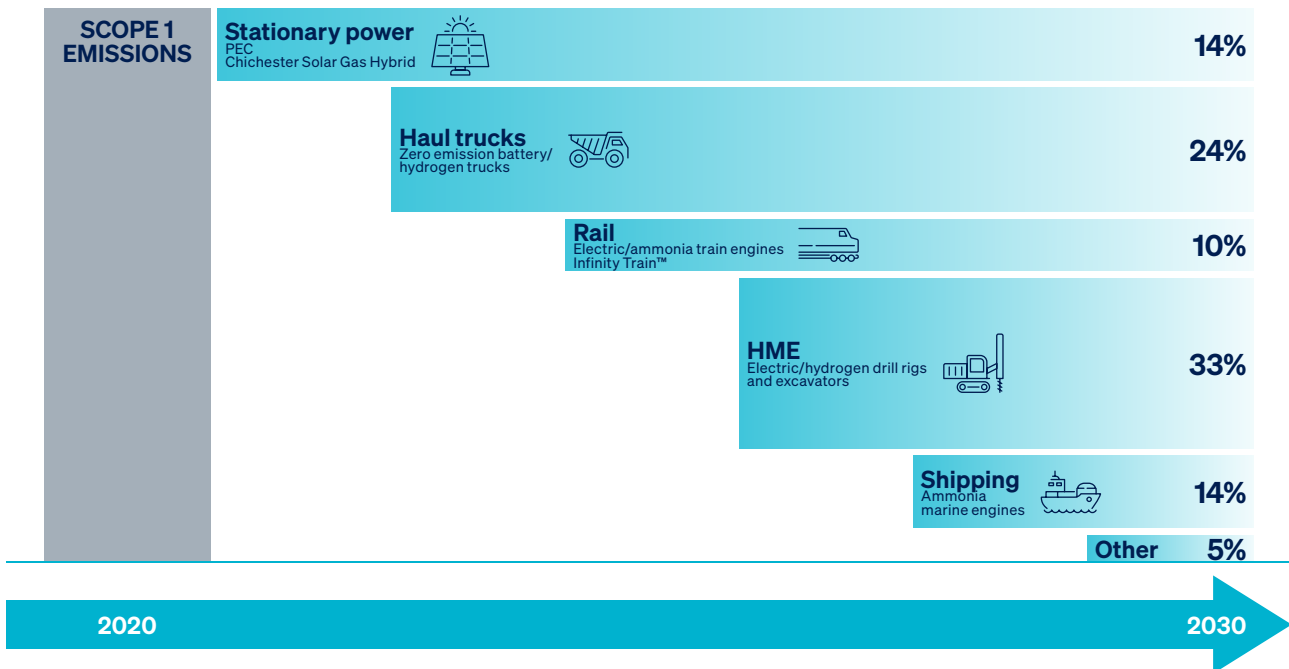 SCOPE 1
EMISSIONS
Stationary power
PEC
Chichester Solar Gas Hybrid
14%
Haul trucks
Zero emission battery/
hydrogen trucks
24%
Rail
Electric/ammonia train engines
Infinity Train™
10%
HME
Electric/hydrogen drill rigs
and excavators
33%
Shipping
Ammonia
marine engines
14%
Other
5%
2020
2030